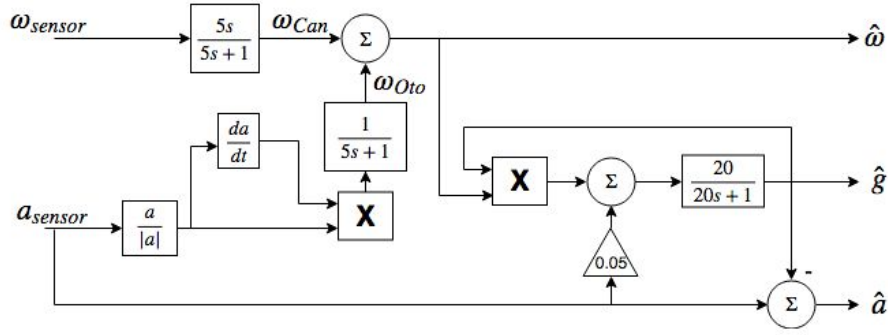 ω_sensor
5s
5s + 1
ω_Can
Σ
ω̂
ω_Oto
1
5s + 1
da
dt
X
a_sensor
a
|a|
X
Σ
20
20s + 1
ĝ
0.05
-
Σ
â